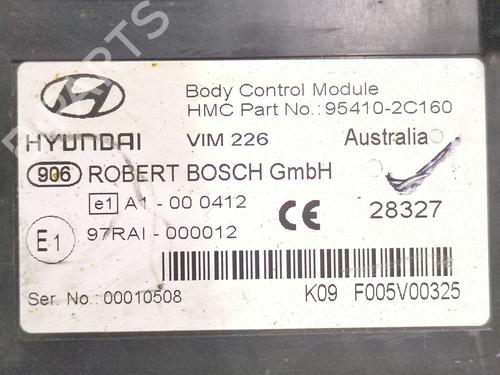 Body Control Module
HMC Part No.: 95410-2C160
HYUNDAI VIM 226 Australia
906 ROBERT BOSCH GmbH
e1 A1 - 00 0412 CE 28327
E1 97RAI - 000012
Ser. No.: 00010508 K09 F005V00325